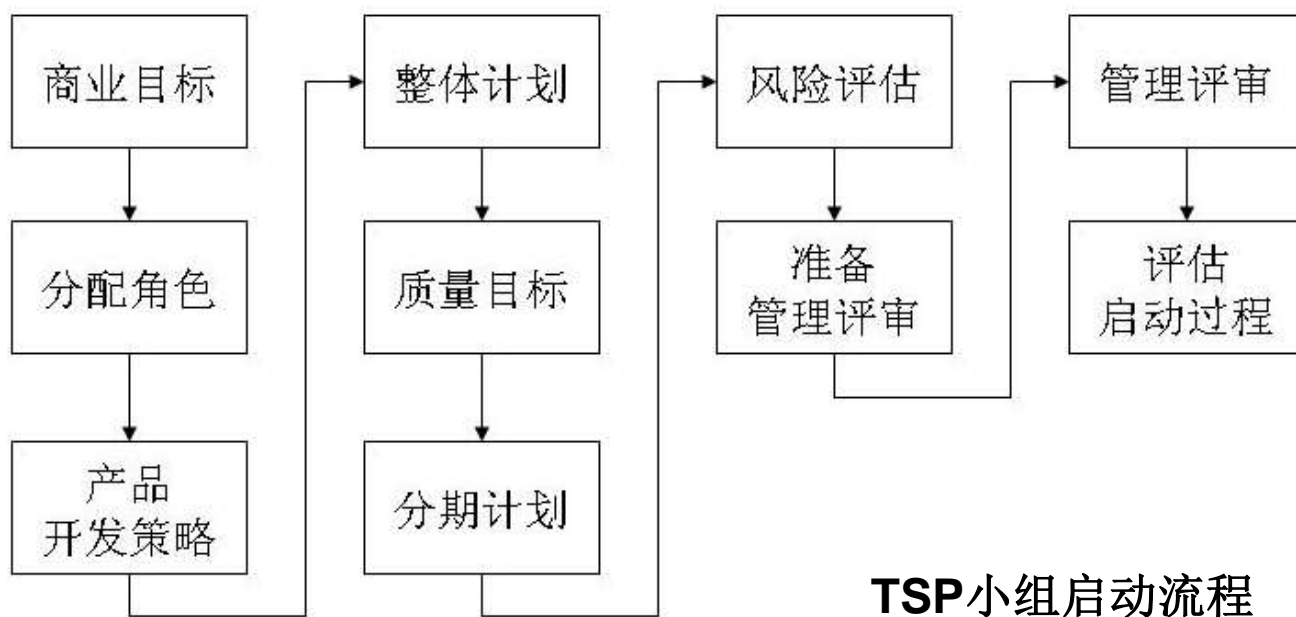 商业目标
分配角色
产品
开发策略
整体计划
质量目标
分期计划
风险评估
准备
管理评审
管理评审
评估
启动过程
TSP小组启动流程